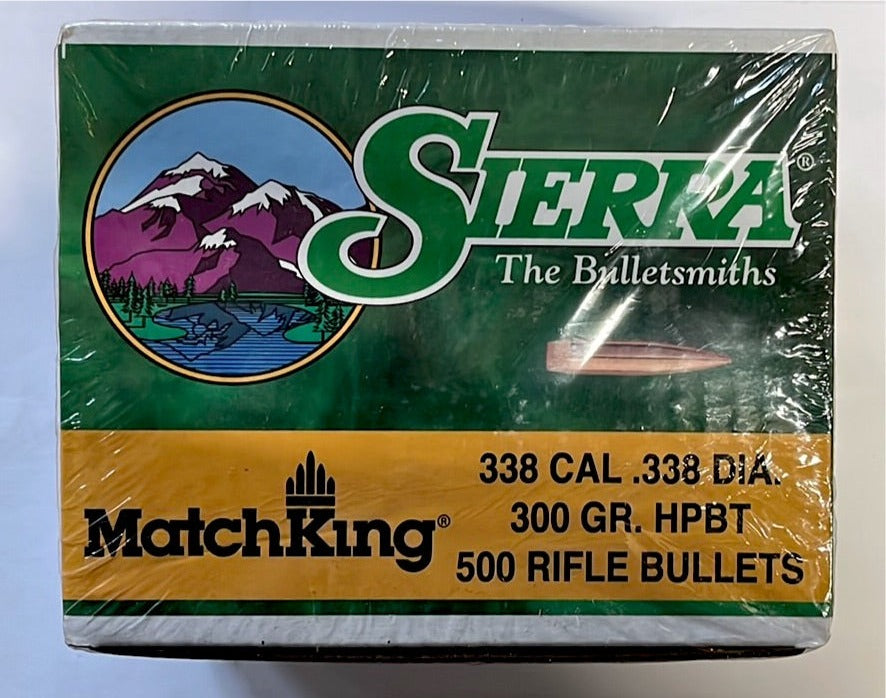 SIERRA®
The Bulletsmiths
338 CAL .338 DIA.
300 GR. HPBT
500 RIFLE BULLETS
MatchKing®